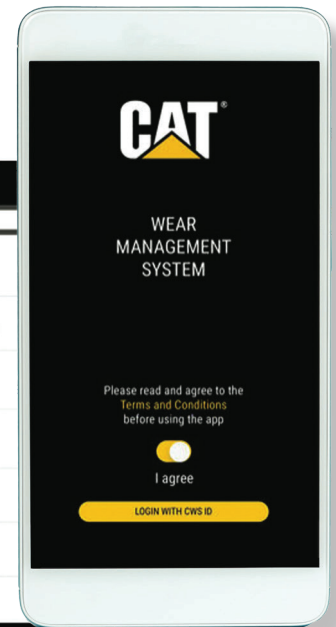 CAT®
WEAR
MANAGEMENT
SYSTEM
Please read and agree to the
Terms and Conditions
before using the app
I agree
LOGIN WITH CWS ID